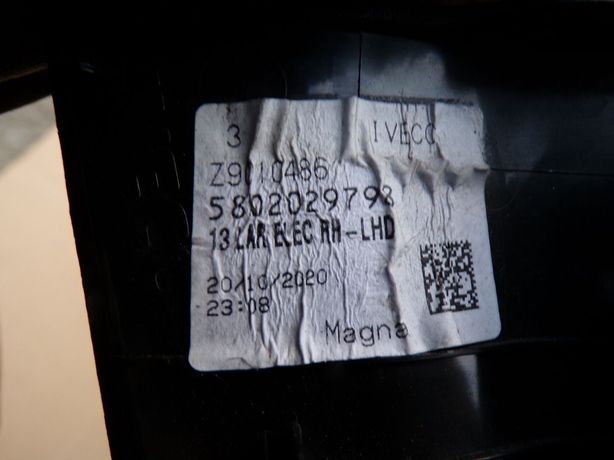 3 IVECO
Z9010486
5802029798
13 LAR ELEC RH-LHD
20/10/2020
23:08
Magna